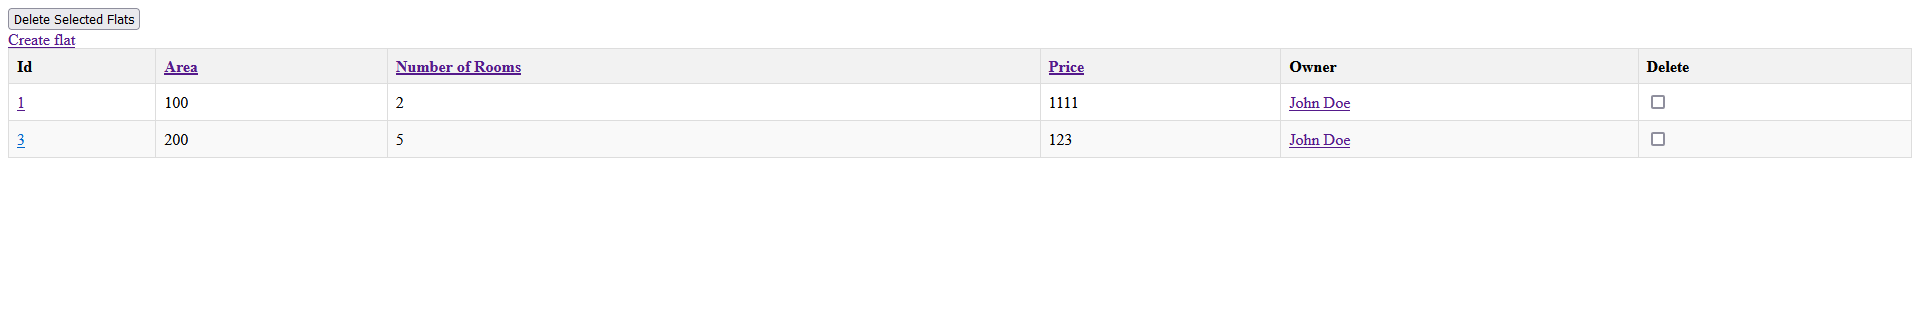 Delete Selected Flats
Create flat
Id Area Number of Rooms Price Owner Delete
1 100 2 1111 John Doe
3 200 5 123 John Doe